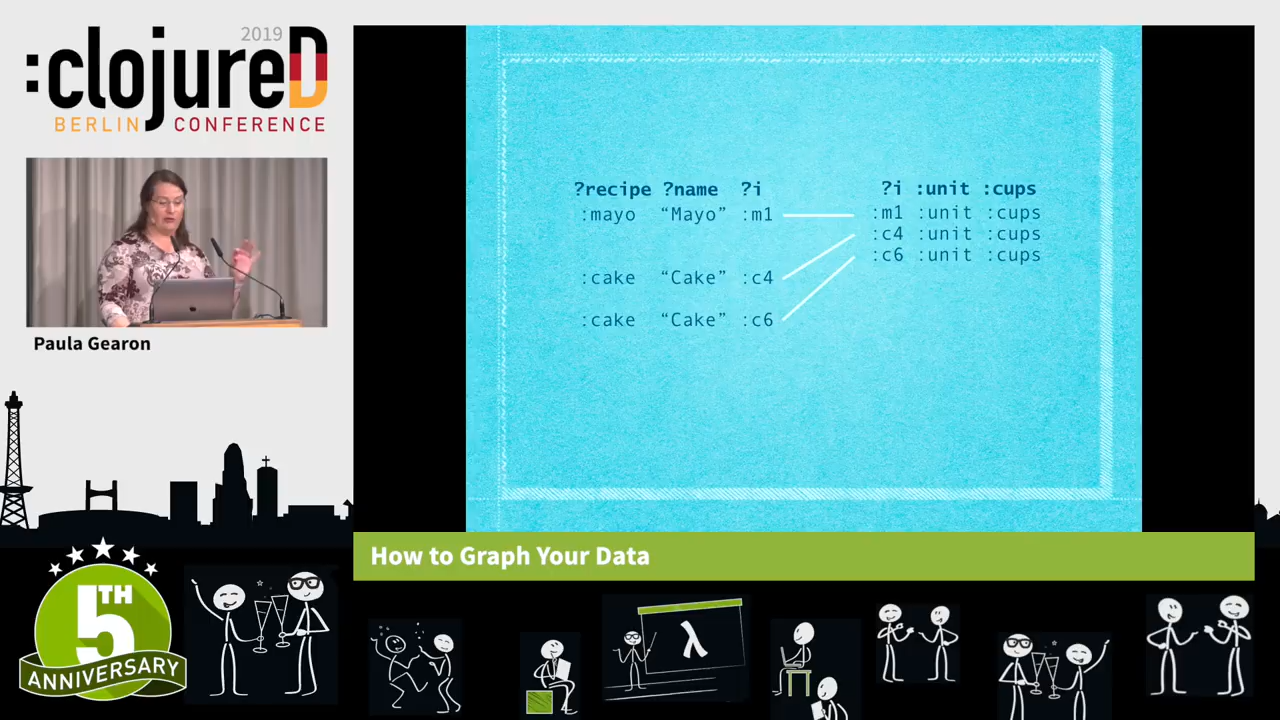 2019
:clojureD
BERLIN CONFERENCE
Paula Gearon
?recipe ?name ?i
:mayo “Mayo” :m1
:cake “Cake” :c4
:cake “Cake” :c6
?i :unit :cups
:m1 :unit :cups
:c4 :unit :cups
:c6 :unit :cups
How to Graph Your Data
5TH
ANNIVERSARY
λ